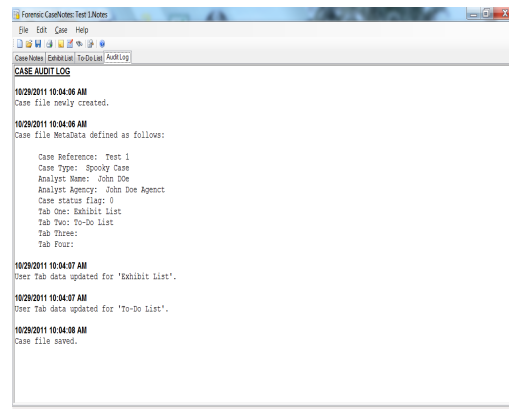 Forensic CaseNotes: Test 1.Notes
File Edit Case Help
Case Notes Exhibit List To-Do List Audit Log
CASE AUDIT LOG
10/29/2011 10:04:06 AM
Case file newly created.
10/29/2011 10:04:06 AM
Case file MetaData defined as follows:
Case Reference: Test 1
Case Type: Spooky Case
Analyst Name: John DOe
Analyst Agency: John Doe Agenct
Case status flag: 0
Tab One: Exhibit List
Tab Two: To-Do List
Tab Three:
Tab Four:
10/29/2011 10:04:07 AM
User Tab data updated for 'Exhibit List'.
10/29/2011 10:04:07 AM
User Tab data updated for 'To-Do List'.
10/29/2011 10:04:08 AM
Case file saved.